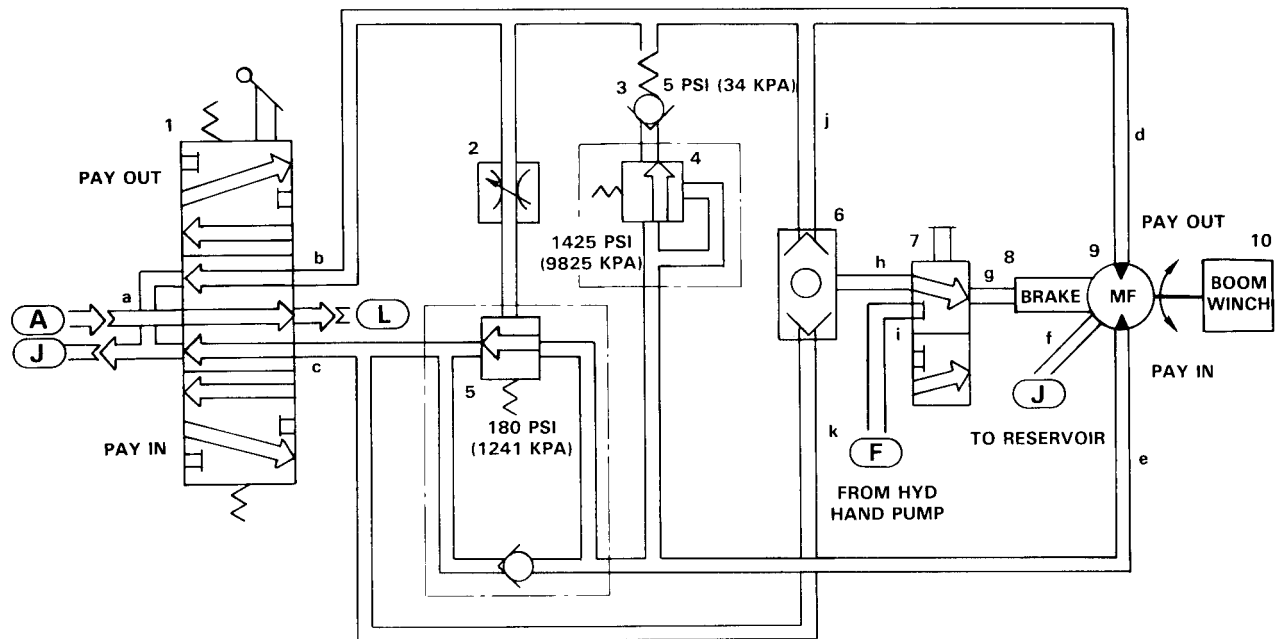 3
5 PSI (34 KPA)
1
2
4
j
d
PAY OUT
6
7
1425 PSI
(9825 KPA)
b
h
8
9
PAY OUT
10
a
g
A
L
BRAKE
MF
BOOM
WINCH
J
i
f
c
5
J
PAY IN
180 PSI
(1241 KPA)
k
PAY IN
F
TO RESERVOIR
e
FROM HYD
HAND PUMP